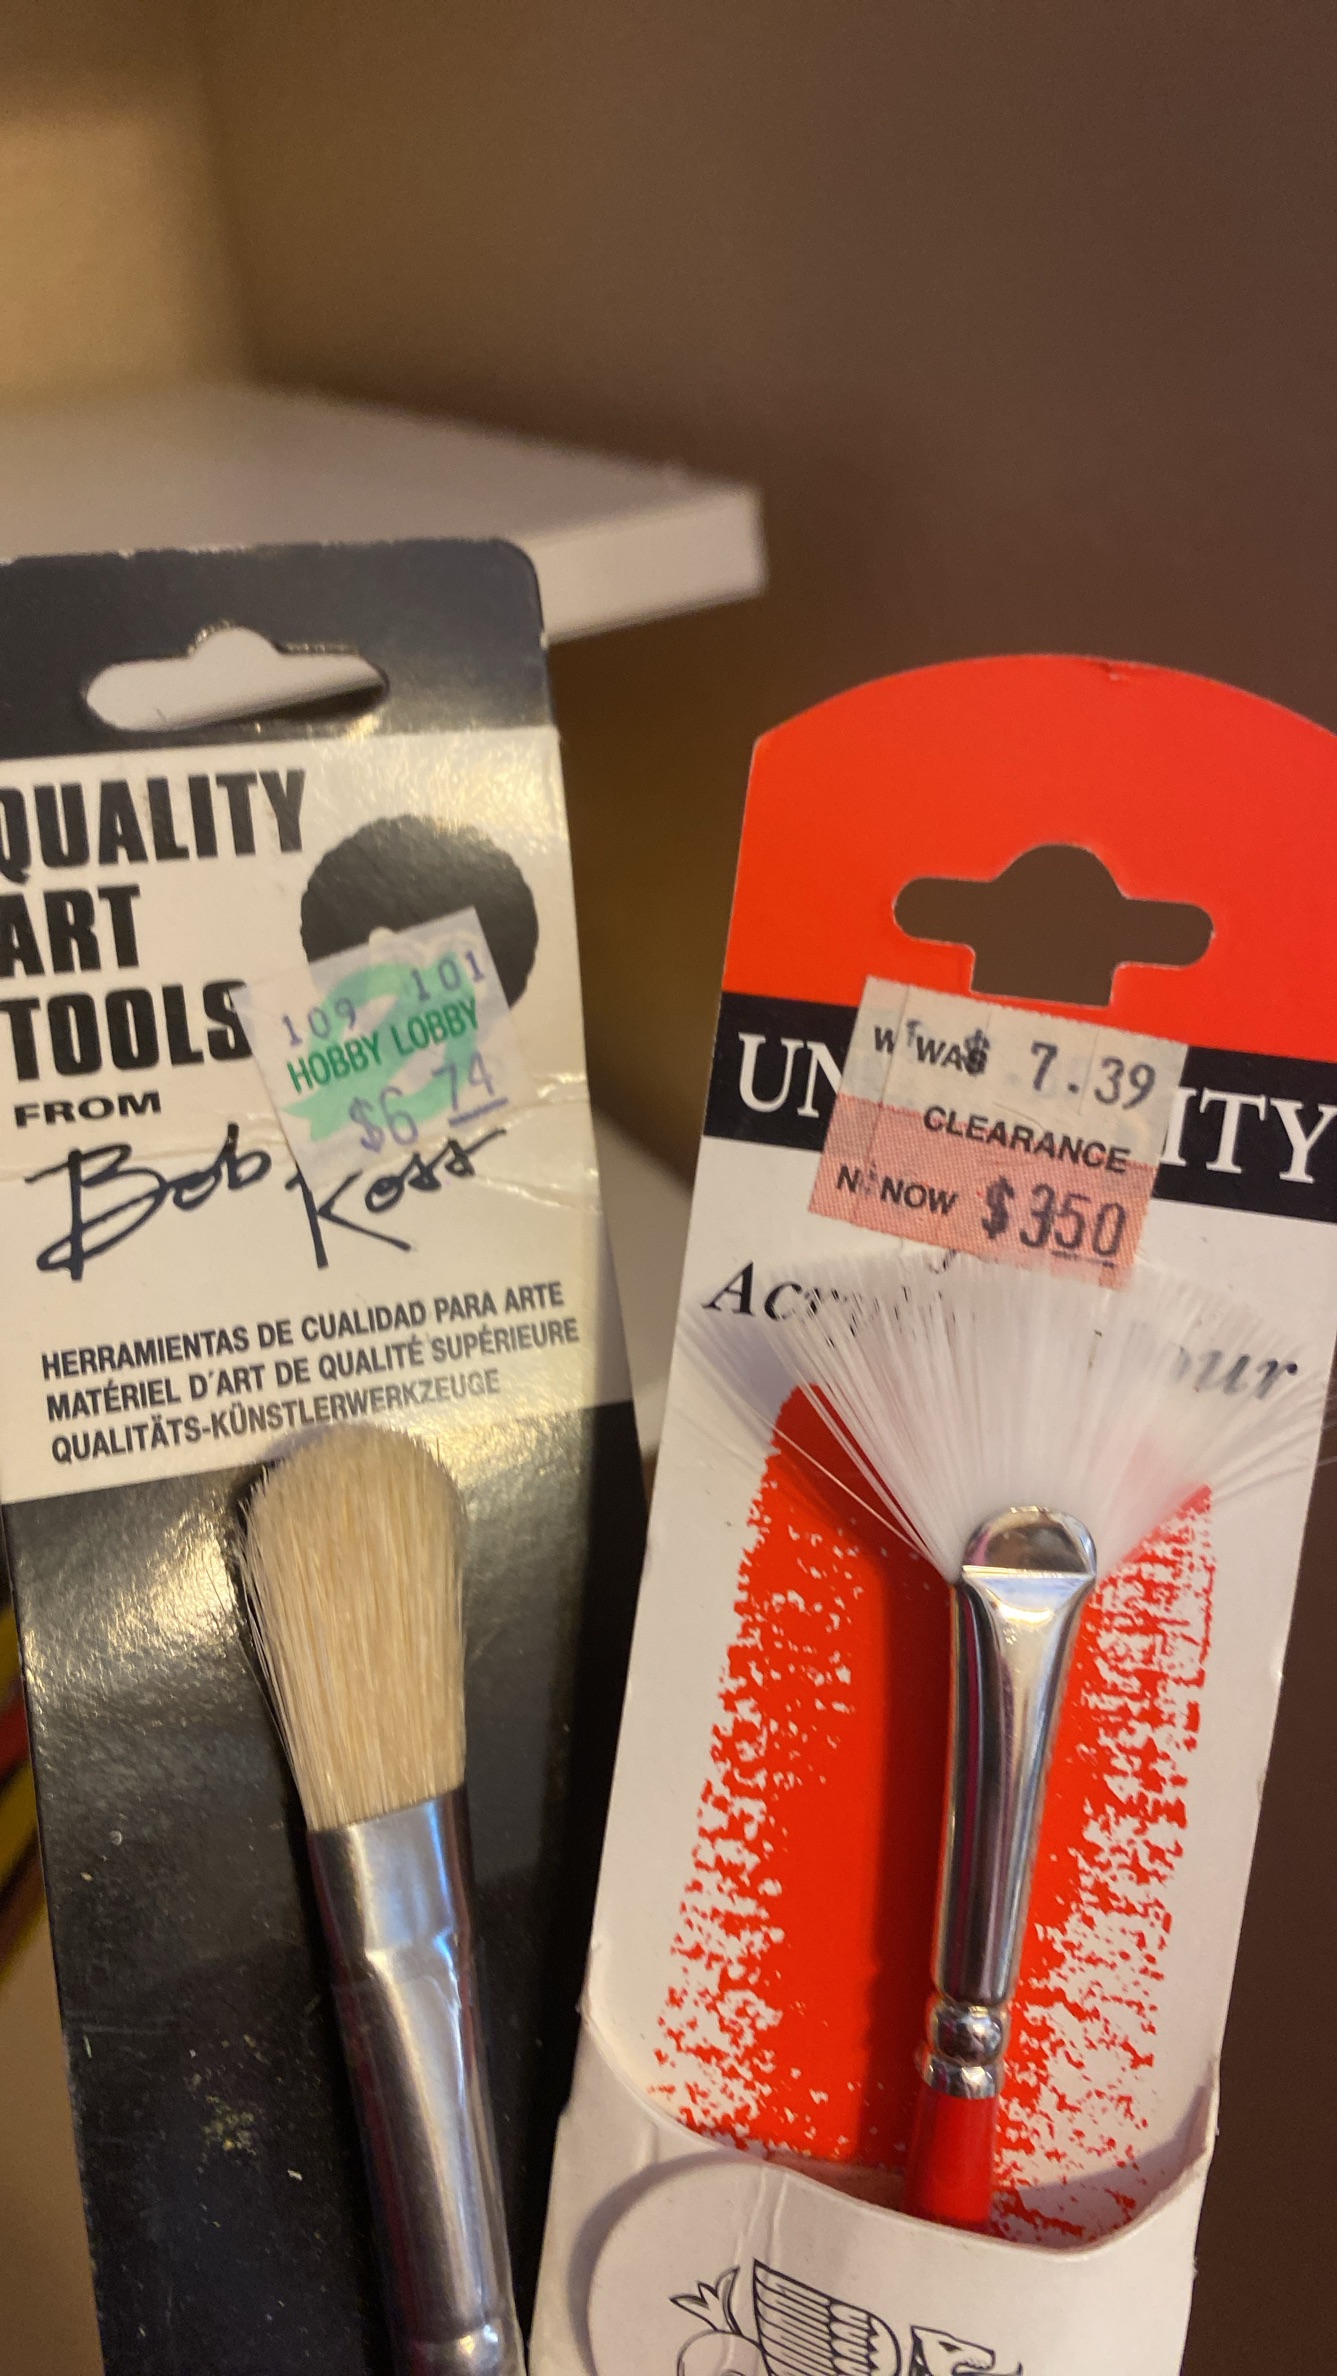 QUALITY
ART
TOOLS
FROM
Bob Ross
HERRAMIENTAS DE CUALIDAD PARA ARTE
MATÉRIEL D'ART DE QUALITÉ SUPÉRIEURE
QUALITÄTS-KÜNSTLERWERKZEUGE
109 101
HOBBY LOBBY
$6 74
WAS 7.39
CLEARANCE
NOW $350